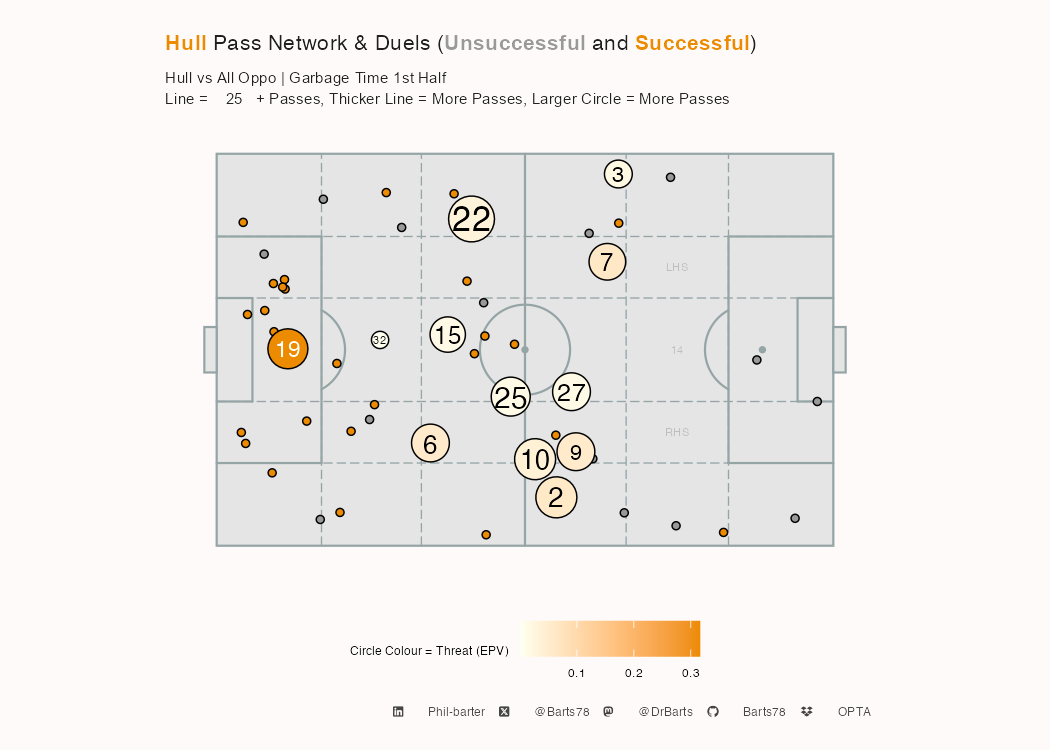 Hull Pass Network & Duels (Unsuccessful and Successful)
Hull vs All Oppo | Garbage Time 1st Half
Line = 25 + Passes, Thicker Line = More Passes, Larger Circle = More Passes
3
22
7
LHS
15
32
19
14
25
27
6
10
9
RHS
2
Circle Colour = Threat (EPV)
0.1 0.2 0.3
Phil-barter @Barts78 @DrBarts Barts78 OPTA